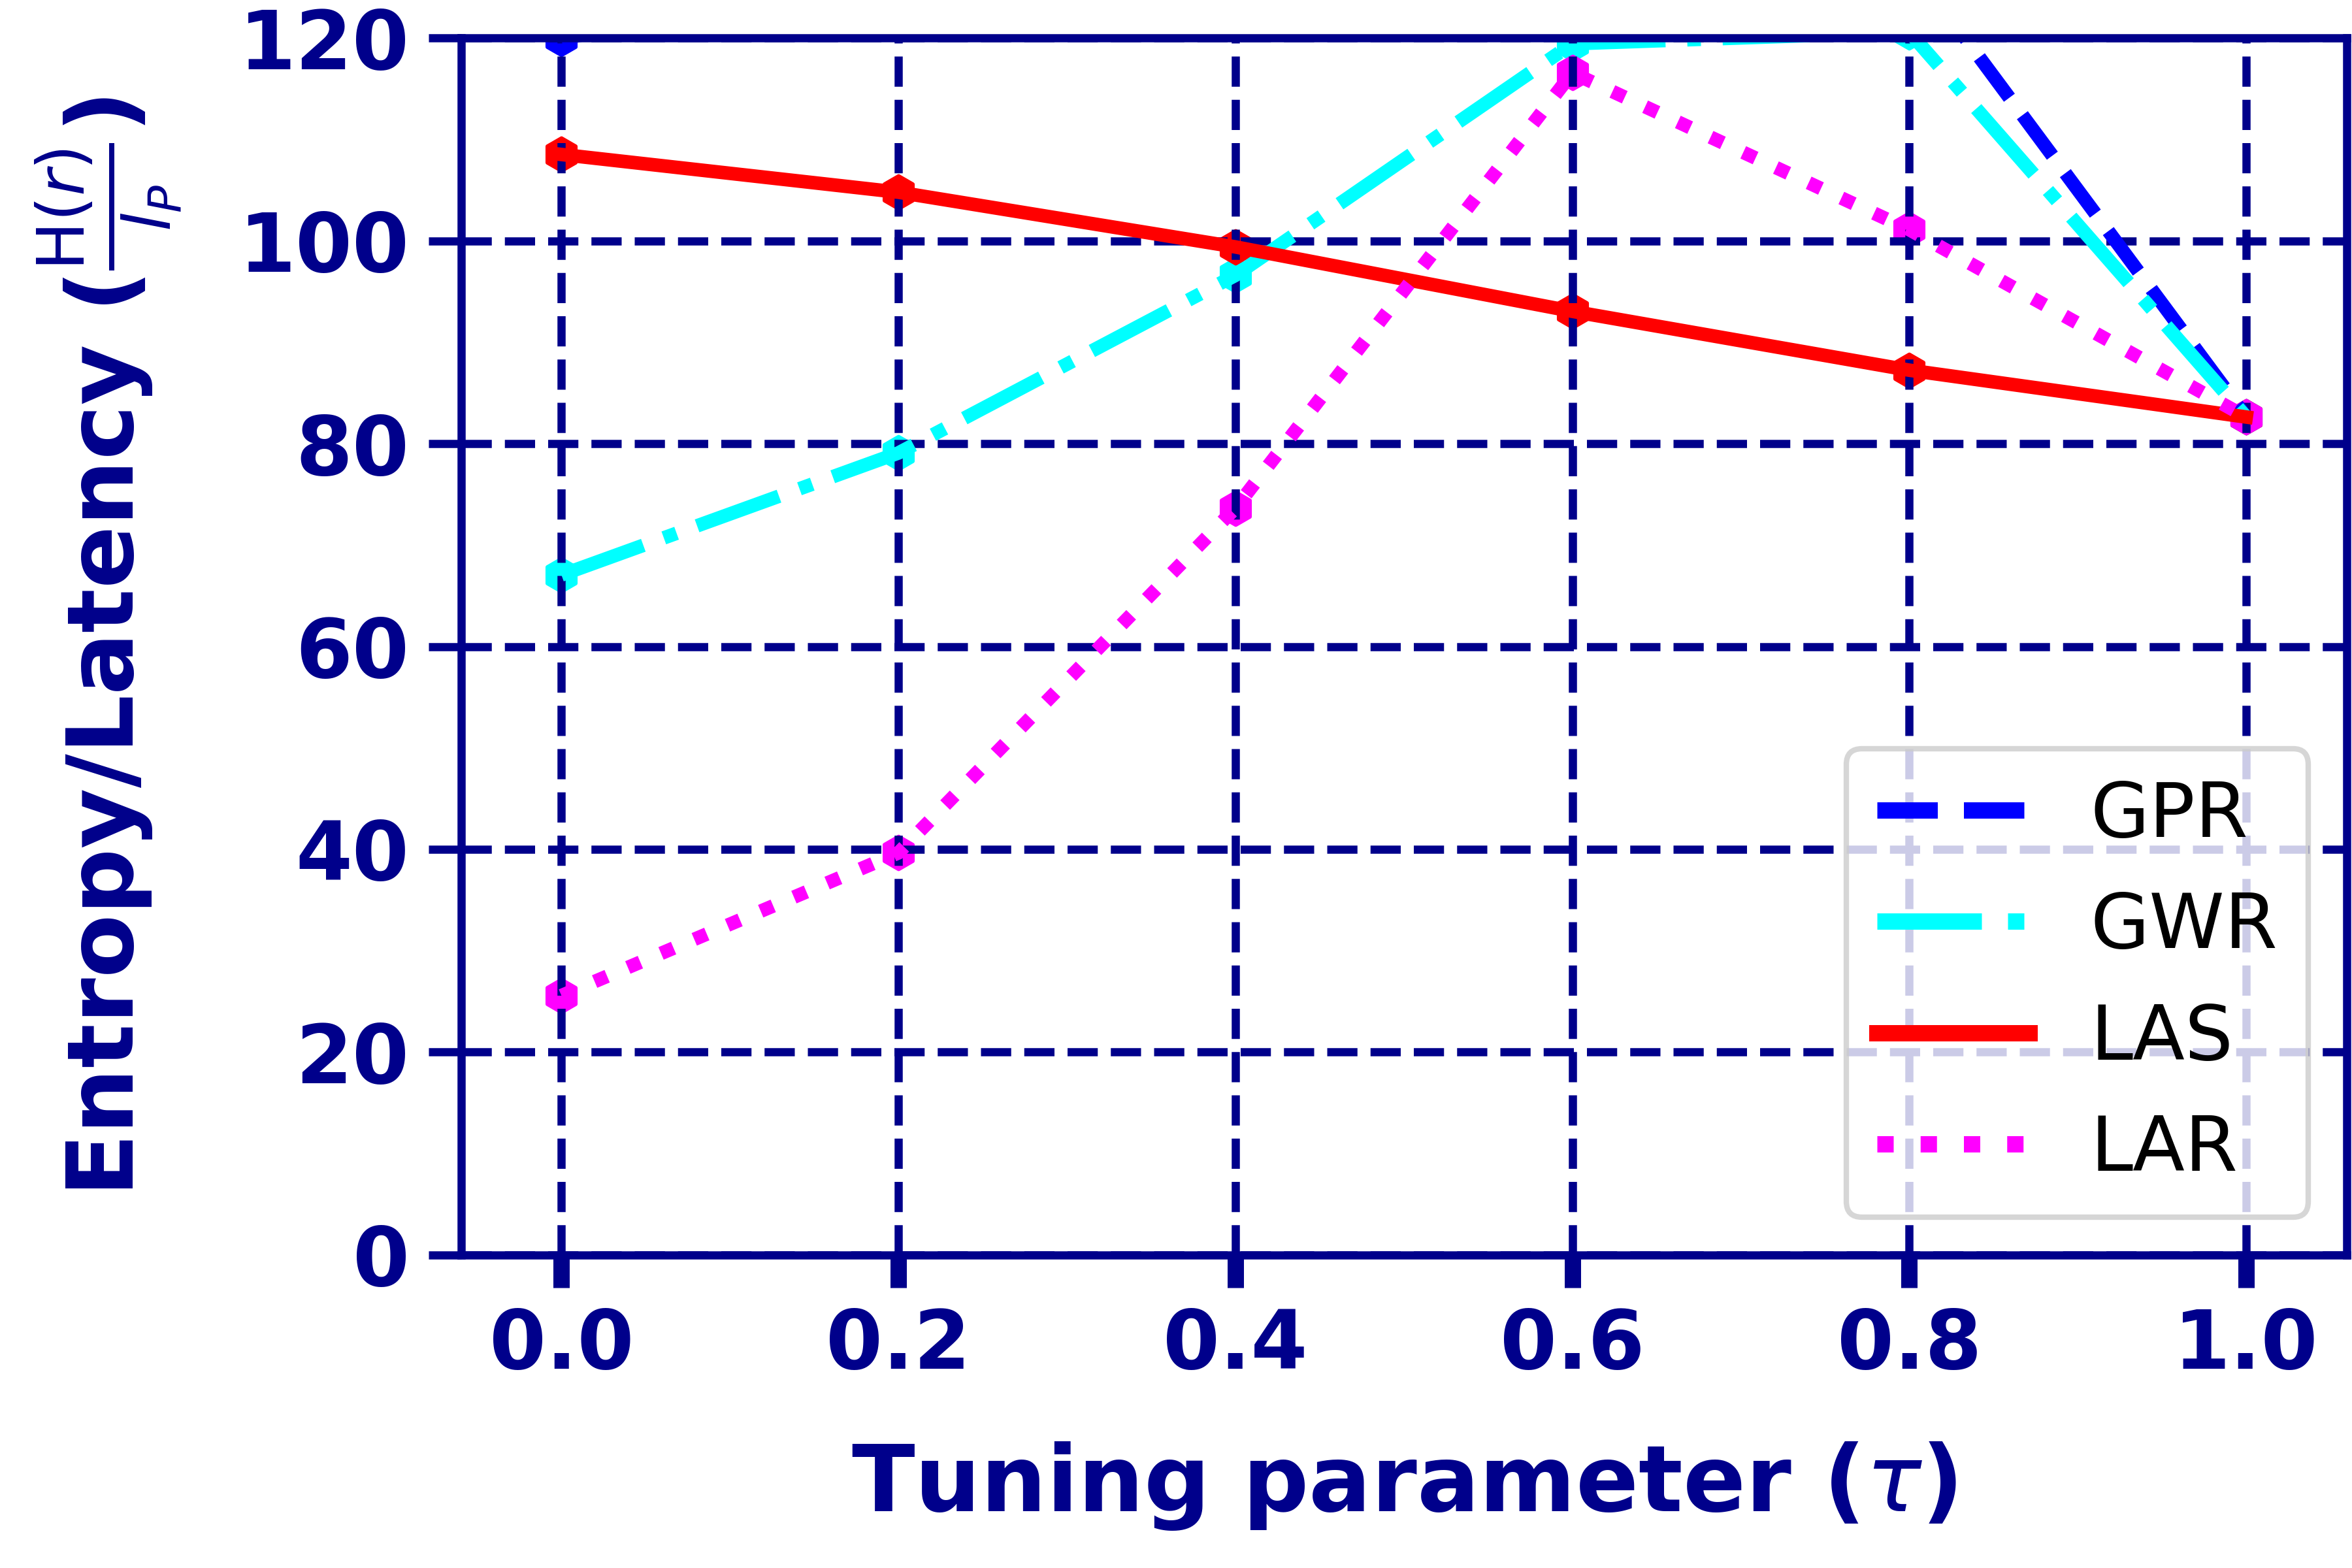 Entropy/Latency (H(r)/l_P)
120
100
80
60
40
20
0
0.0 0.2 0.4 0.6 0.8 1.0
Tuning parameter (τ)
GPR
GWR
LAS
LAR